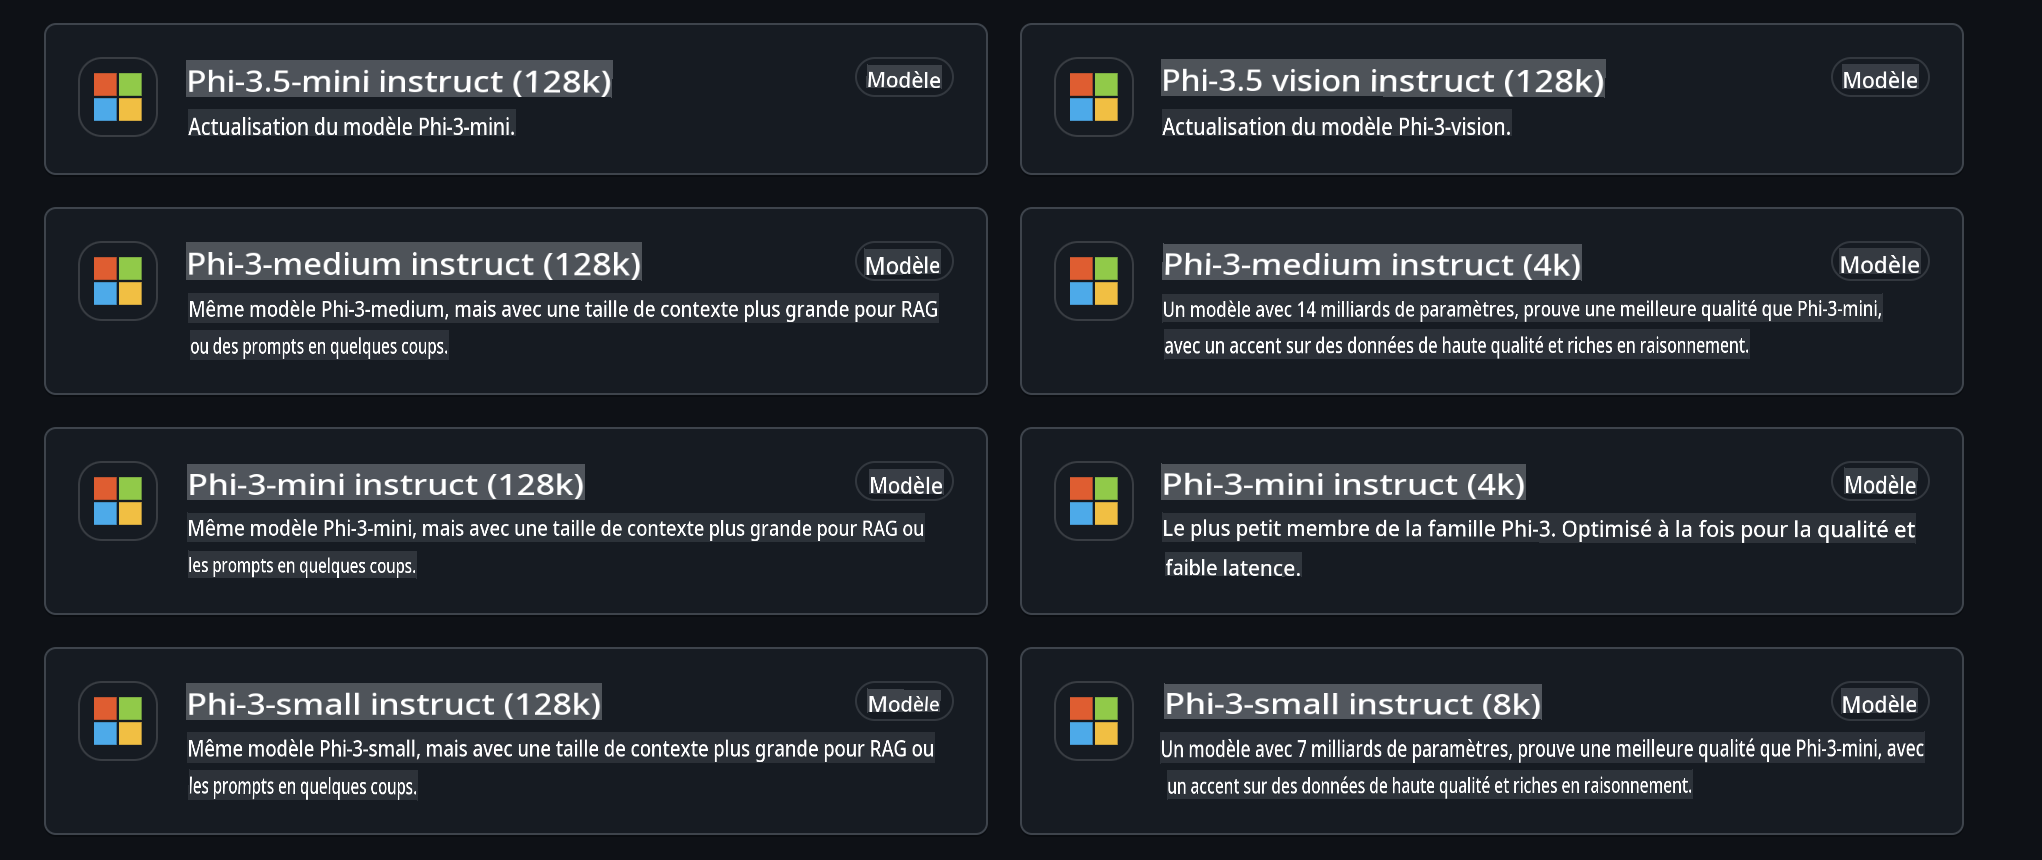 Phi-3.5-mini instruct (128k)
Modèle
Actualisation du modèle Phi-3-mini.
Phi-3.5 vision instruct (128k)
Modèle
Actualisation du modèle Phi-3-vision.
Phi-3-medium instruct (128k)
Modèle
Même modèle Phi-3-medium, mais avec une taille de contexte plus grande pour RAG
ou des prompts en quelques coups.
Phi-3-medium instruct (4k)
Modèle
Un modèle avec 14 milliards de paramètres, prouve une meilleure qualité que Phi-3-mini,
avec un accent sur des données de haute qualité et riches en raisonnement.
Phi-3-mini instruct (128k)
Modèle
Même modèle Phi-3-mini, mais avec une taille de contexte plus grande pour RAG ou
les prompts en quelques coups.
Phi-3-mini instruct (4k)
Modèle
Le plus petit membre de la famille Phi-3. Optimisé à la fois pour la qualité et
faible latence.
Phi-3-small instruct (128k)
Modèle
Même modèle Phi-3-small, mais avec une taille de contexte plus grande pour RAG ou
les prompts en quelques coups.
Phi-3-small instruct (8k)
Modèle
Un modèle avec 7 milliards de paramètres, prouve une meilleure qualité que Phi-3-mini, avec
un accent sur des données de haute qualité et riches en raisonnement.